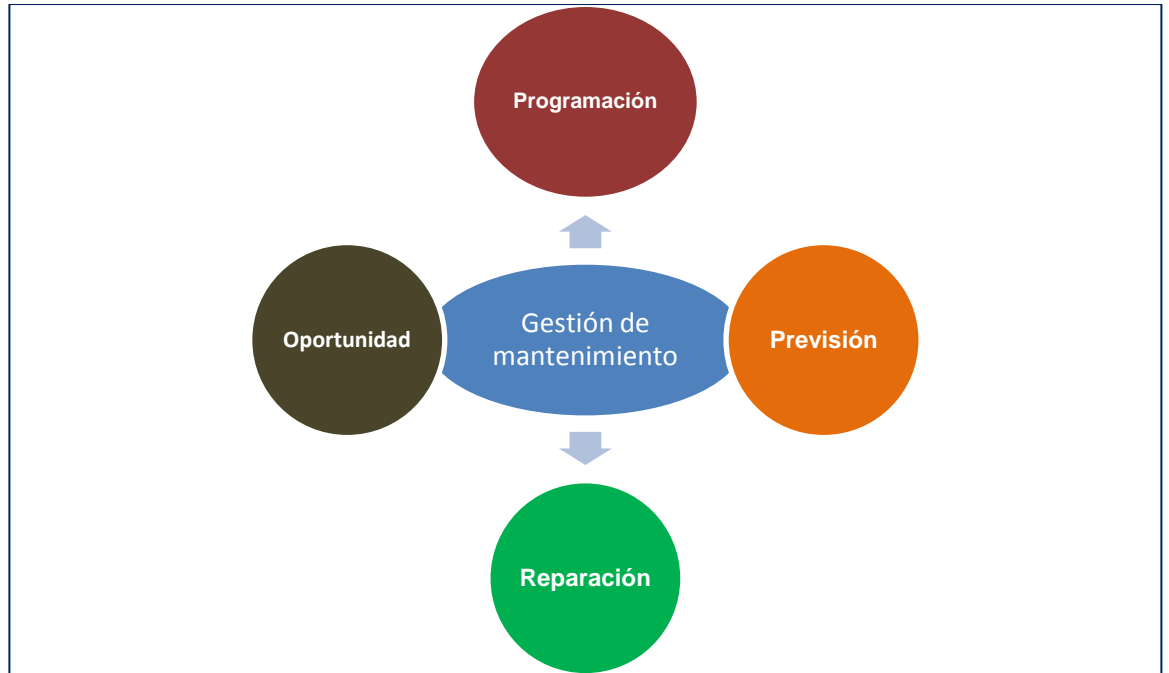 Programación
Oportunidad
Gestión de
mantenimiento
Previsión
Reparación